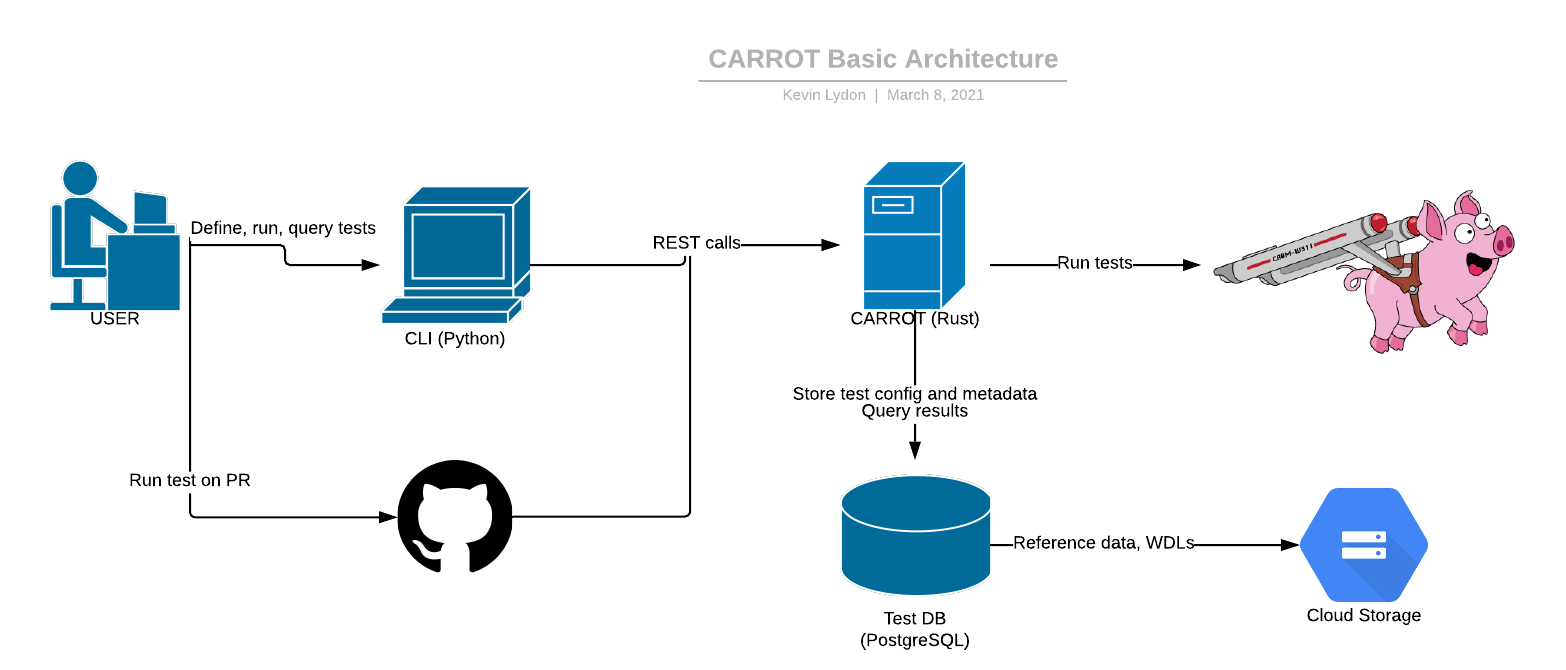 CARROT Basic Architecture
Kevin Lydon | March 8, 2021
Define, run, query tests
USER
CLI (Python)
REST calls
CARROT (Rust)
Run tests
CROM-W311
Store test config and metadata
Query results
Run test on PR
Reference data, WDLs
Test DB
(PostgreSQL)
Cloud Storage